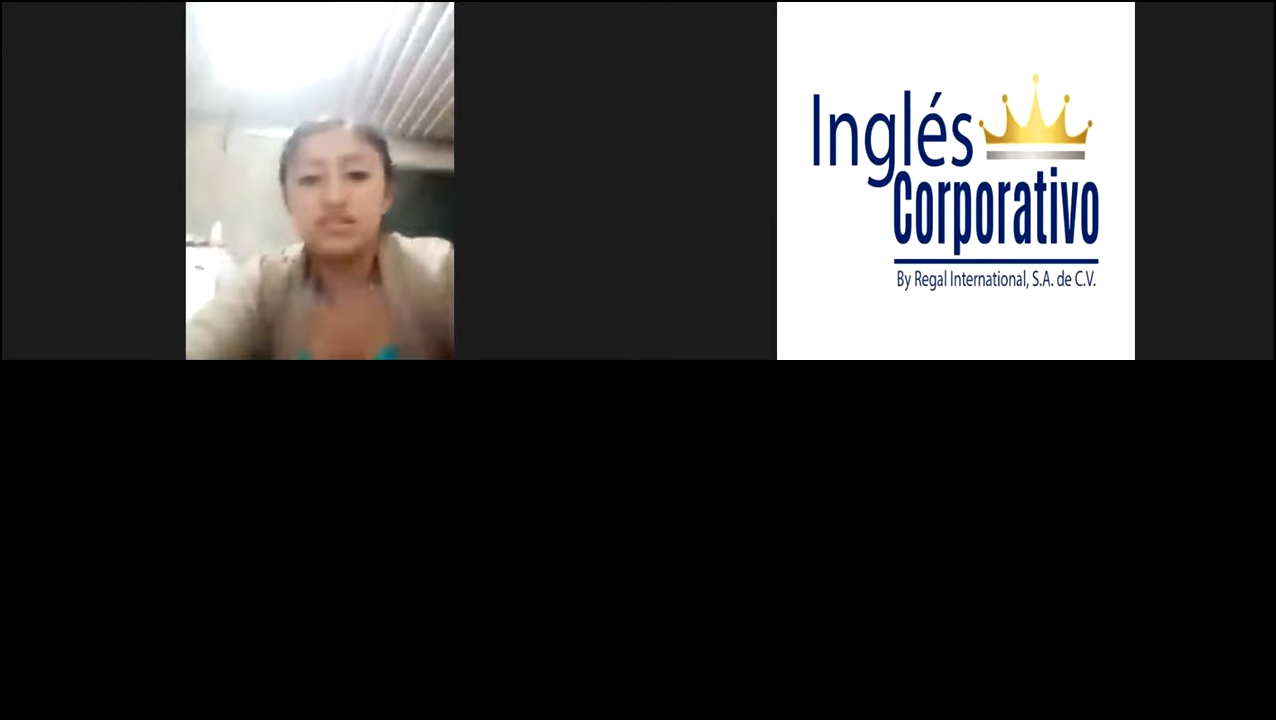 Inglés
Corporativo
By Regal International, S.A. de C.V.